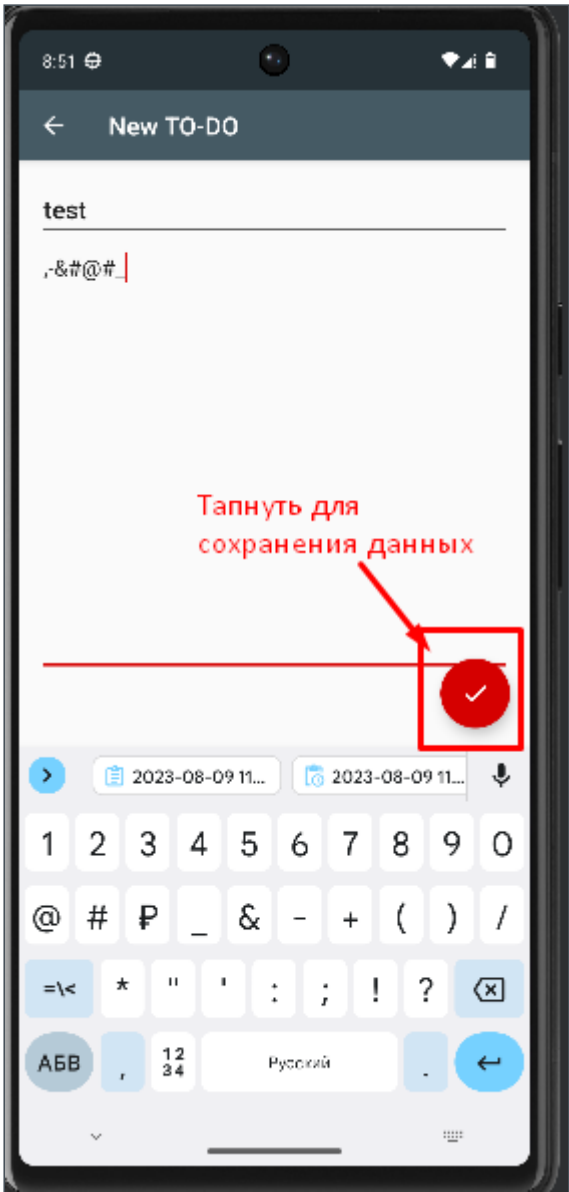 8:51
New TO-DO
test
,-&#@#_
Тапнуть для
сохранения данных
2023-08-09 11... 2023-08-09 11...
1 2 3 4 5 6 7 8 9 0
@ # ₽ _ & - + ( ) /
=\< * " ' : ; ! ?
АБВ , 12 34 Русский .